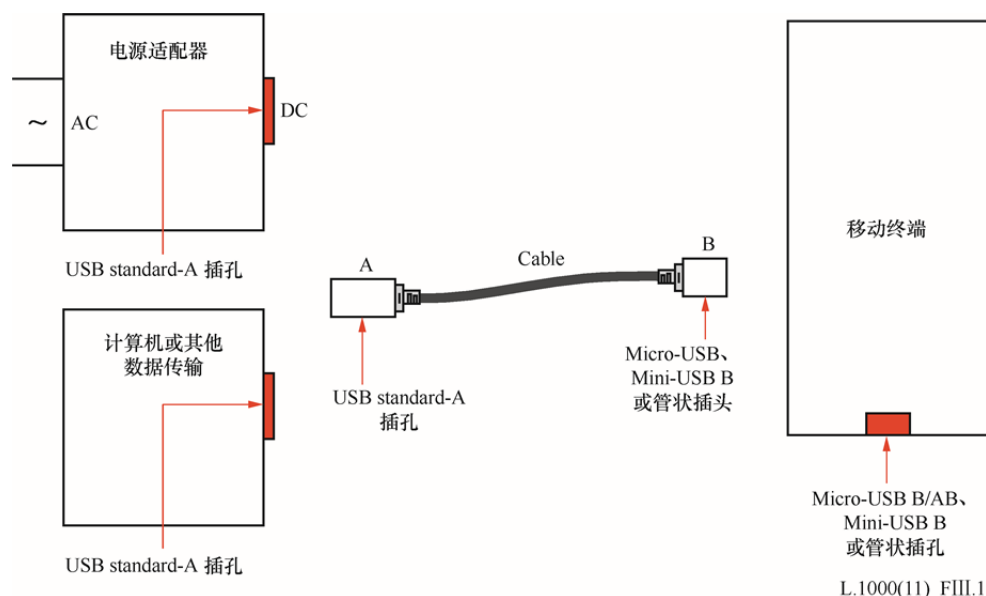 电源适配器
~
AC
DC
USB standard-A 插孔
计算机或其他
数据传输
USB standard-A 插孔
A
Cable
B
USB standard-A
插孔
Micro-USB、
Mini-USB B
或管状插头
移动终端
Micro-USB B/AB、
Mini-USB B
或管状插孔
L.1000(11)_FIII.1